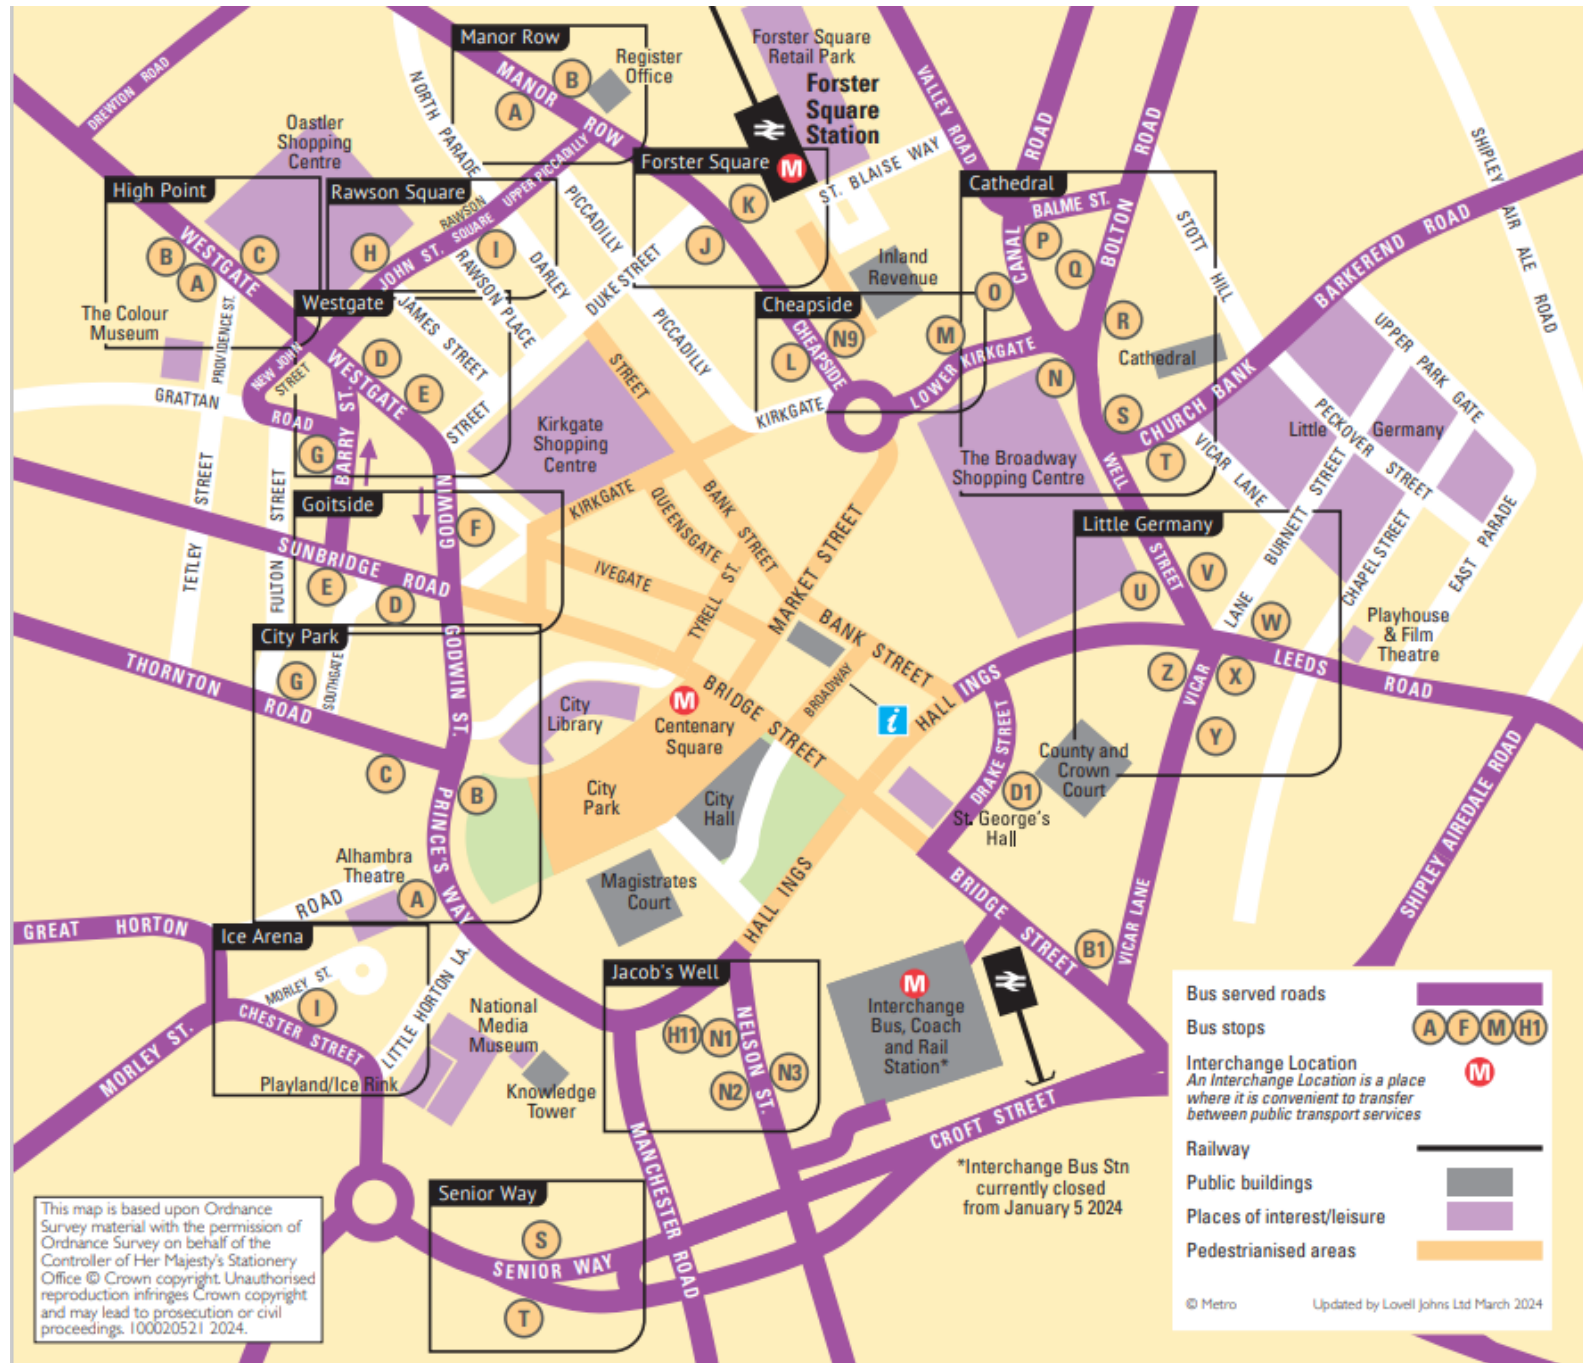 Manor Row
MANOR ROW
A
B
Register
Office
DREWTON ROAD
NORTH PARADE
Forster Square
Retail Park
Forster
Square
Station
M
VALLEY ROAD
ROAD
BOLTON ROAD
ST. BLAISE WAY
SHIPLEY AIR ALE ROAD
Oastler
Shopping
Centre
High Point
WESTGATE
B
A
C
The Colour
Museum
PROVIDENCE ST.
Rawson Square
RAWSON
SQUARE
UPPER PICCADILLY
JOHN ST.
H
I
RAWSON PLACE
DARLEY
STREET
PICCADILLY
PICCADILLY
DUKE STREET
Forster Square
K
J
Cathedral
BALME ST.
CANAL
P
Q
O
R
M
N
S
T
Cathedral
STOTT HILL
BARKEREND ROAD
CHURCH BANK
Inland
Revenue
Cheapside
CHEAPSIDE
N9
L
KIRKGATE
LOWER KIRKGATE
Westgate
JAMES STREET
NEW JOHN
STREET
WESTGATE
D
E
G
BARRY ST.
GRATTAN
ROAD
STREET
TETLEY STREET
FULTON STREET
Kirkgate
Shopping
Centre
KIRKGATE
QUEENSGATE
BANK STREET
IVEGATE
TYRELL ST.
MARKET STREET
BANK STREET
The Broadway
Shopping Centre
WELL
STREET
VICAR LANE
Little
Germany
UPPER PARK GATE
PECKOVER STREET
BURNETT STREET
CHAPEL STREET
EAST PARADE
Playhouse
& Film
Theatre
Goitside
GODWIN
F
SUNBRIDGE ROAD
E
D
SOUTHGATE
Little Germany
U
V
W
X
Z
Y
LANE
VICAR
LEEDS ROAD
City Park
GODWIN ST.
G
C
B
A
THORNTON
ROAD
City
Library
M
Centenary
Square
BRIDGE STREET
BROADWAY
i
HALL INGS
City
Park
City
Hall
DRAKE STREET
D1
County and
Crown
Court
St. George's
Hall
Magistrates
Court
HALL INGS
PRINCE'S WAY
Alhambra
Theatre
ROAD
GREAT HORTON
Ice Arena
MORLEY ST.
I
CHESTER STREET
MORLEY ST.
LITTLE HORTON LA.
Playland/Ice Rink
National
Media
Museum
Knowledge
Tower
Jacob's Well
H11
N1
N2
N3
NELSON ST.
MANCHESTER ROAD
M
Interchange
Bus, Coach
and Rail
Station*
BRIDGE STREET
B1
VICAR LANE
SHIPLEY AIREDALE ROAD
CROFT STREET
*Interchange Bus Stn
currently closed
from January 5 2024
Senior Way
S
SENIOR WAY
T
This map is based upon Ordnance
Survey material with the permission of
Ordnance Survey on behalf of the
Controller of Her Majesty's Stationery
Office © Crown copyright. Unauthorised
reproduction infringes Crown copyright
and may lead to prosecution or civil
proceedings. 100020521 2024.
Bus served roads
Bus stops
A F M H1
Interchange Location
M
An Interchange Location is a place
where it is convenient to transfer
between public transport services
Railway
Public buildings
Places of interest/leisure
Pedestrianised areas
© Metro
Updated by Lovell Johns Ltd March 2024